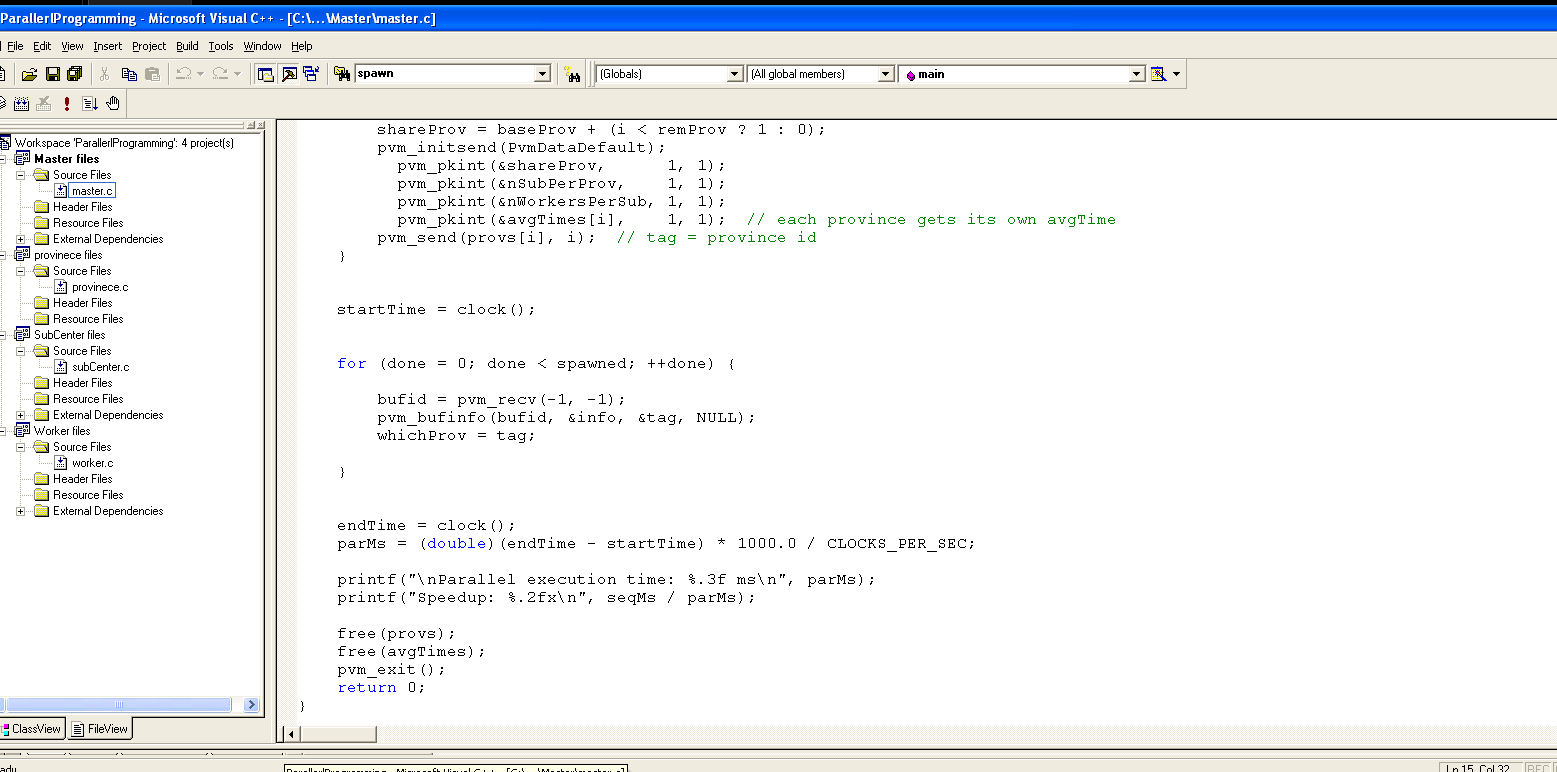 ParallerlProgramming - Microsoft Visual C++ - [C:\...\Master\master.c]
File Edit View Insert Project Build Tools Window Help
spawn (Globals) (All global members) main
Workspace 'ParallerlProgramming': 4 project(s)
Master files
Source Files
master.c
Header Files
Resource Files
External Dependencies
provinece files
Source Files
provinece.c
Header Files
Resource Files
SubCenter files
Source Files
subCenter.c
Header Files
Resource Files
External Dependencies
Worker files
Source Files
worker.c
Header Files
Resource Files
External Dependencies
ClassView FileView
shareProv = baseProv + (i < remProv ? 1 : 0);
pvm_initsend(PvmDataDefault);
pvm_pkint(&shareProv, 1, 1);
pvm_pkint(&nSubPerProv, 1, 1);
pvm_pkint(&nWorkersPerSub, 1, 1);
pvm_pkint(&avgTimes[i], 1, 1); // each province gets its own avgTime
pvm_send(provs[i], i); // tag = province id
}
startTime = clock();
for (done = 0; done < spawned; ++done) {
bufid = pvm_recv(-1, -1);
pvm_bufinfo(bufid, &info, &tag, NULL);
whichProv = tag;
}
endTime = clock();
parMs = (double)(endTime - startTime) * 1000.0 / CLOCKS_PER_SEC;
printf("\nParallel execution time: %.3f ms\n", parMs);
printf("Speedup: %.2fx\n", seqMs / parMs);
free(provs);
free(avgTimes);
pvm_exit();
return 0;
}
ParallerlProgramming - Microsoft Visual C++ - [C:\...\Master\master.c]
Ln 15, Col 32 REC